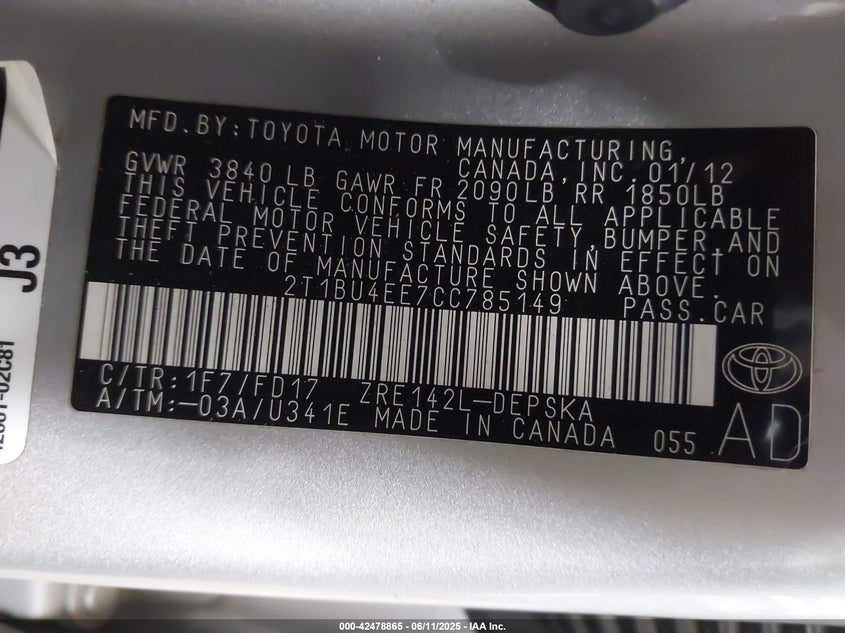 MFD.BY:TOYOTA MOTOR MANUFACTURING,
CANADA,INC.01/12
GVWR 3840 LB GAWR FR 2090LB RR 1850LB
THIS VEHICLE CONFORMS TO ALL APPLICABLE
FEDERAL MOTOR VEHICLE SAFETY,BUMPER,AND
THEFT PREVENTION STANDARDS IN EFFECT ON
THE DATE OF MANUFACTURE SHOWN ABOVE.
2T1BU4EE7CC785149 PASS.CAR
C/TR:1F7/FD17 ZRE142L-DEPSKA
A/TM:-03A/U341E MADE IN CANADA 055 AD
J3
000-42478865 | 06/11/2025 | IAA Inc.